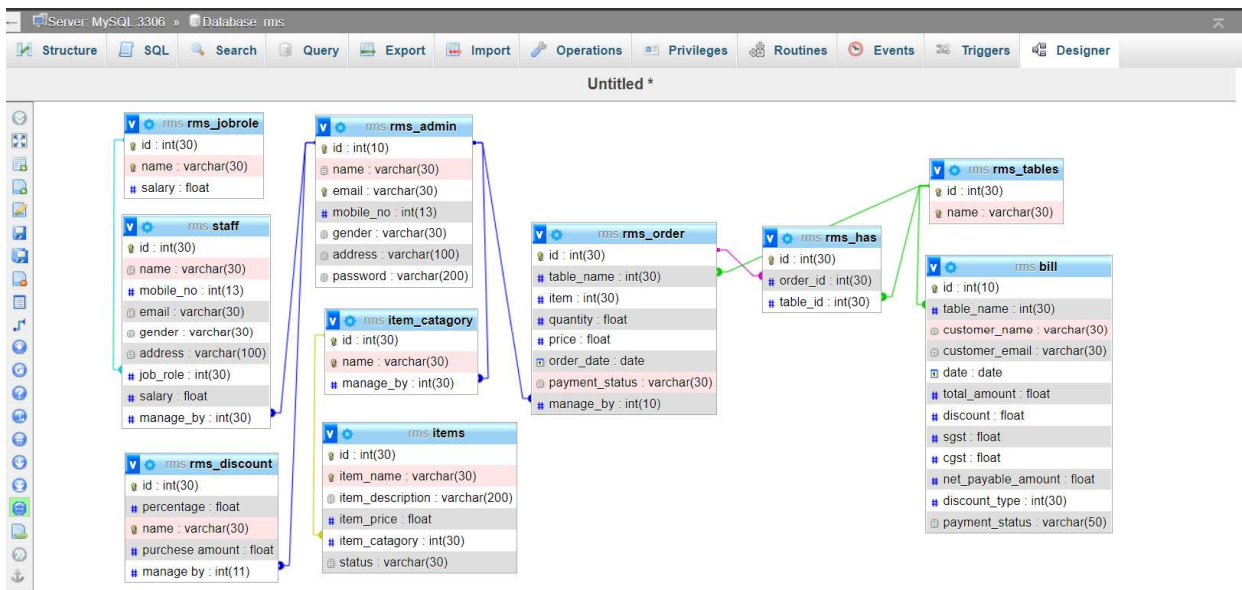 Server: MySQL:3306 » Database: rms
Structure SQL Search Query Export Import Operations Privileges Routines Events Triggers Designer
Untitled *
rms rms_jobrole
id : int(30)
name : varchar(30)
salary : float
rms staff
id : int(30)
name : varchar(30)
mobile_no : int(13)
email : varchar(30)
gender : varchar(30)
address : varchar(100)
job_role : int(30)
salary : float
manage_by : int(30)
rms rms_discount
id : int(30)
percentage : float
name : varchar(30)
purchese amount : float
manage by : int(11)
rms rms_admin
id : int(10)
name : varchar(30)
email : varchar(30)
mobile_no : int(13)
gender : varchar(30)
address : varchar(100)
password : varchar(200)
rms item_catagory
id : int(30)
name : varchar(30)
manage_by : int(30)
rms items
id : int(30)
item_name : varchar(30)
item_description : varchar(200)
item_price : float
item_catagory : int(30)
status : varchar(30)
rms rms_order
id : int(30)
table_name : int(30)
item : int(30)
quantity : float
price : float
order_date : date
payment_status : varchar(30)
manage_by : int(10)
rms rms_has
id : int(30)
order_id : int(30)
table_id : int(30)
rms rms_tables
id : int(30)
name : varchar(30)
rms bill
id : int(10)
table_name : int(30)
customer_name : varchar(30)
customer_email : varchar(30)
date : date
total_amount : float
discount : float
sgst : float
cgst : float
net_payable_amount : float
discount_type : int(30)
payment_status : varchar(50)